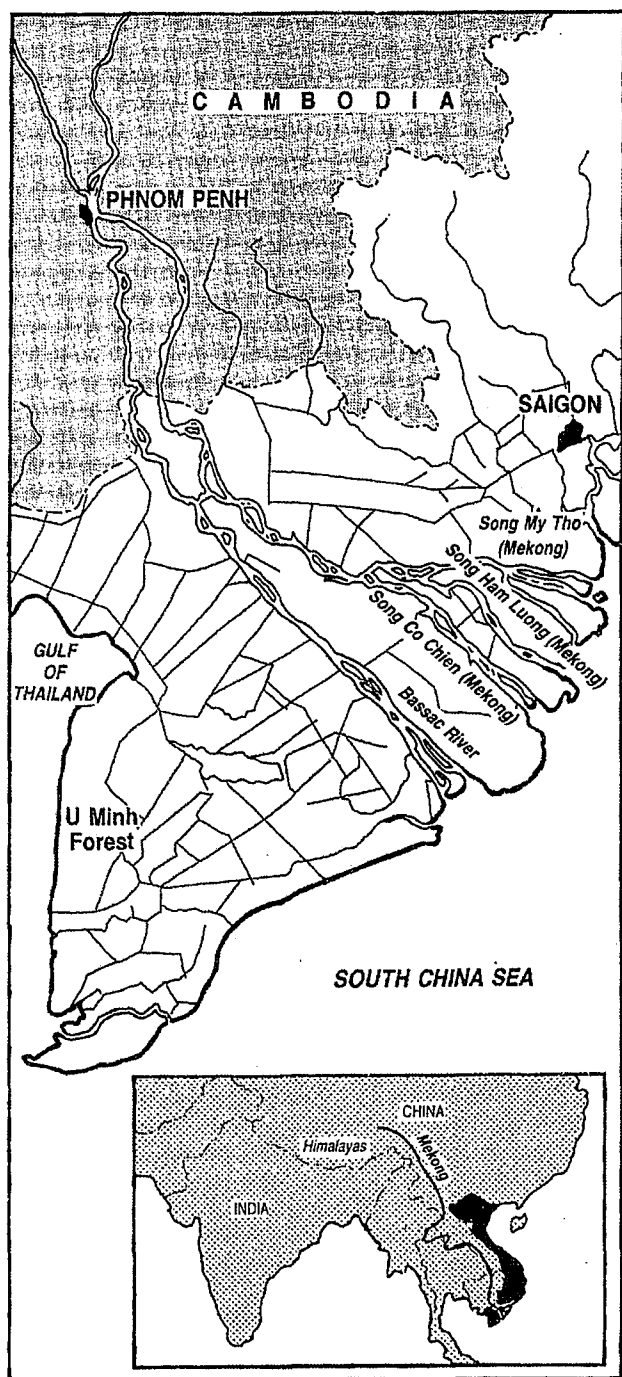 CAMBODIA
PHNOM PENH
SAIGON
Song My Tho
(Mekong)
Song Ham Luong (Mekong)
Song Co Chien (Mekong)
Bassac River
GULF
OF
THAILAND
U Minh
Forest
SOUTH CHINA SEA
CHINA
Himalayas
Mekong
INDIA